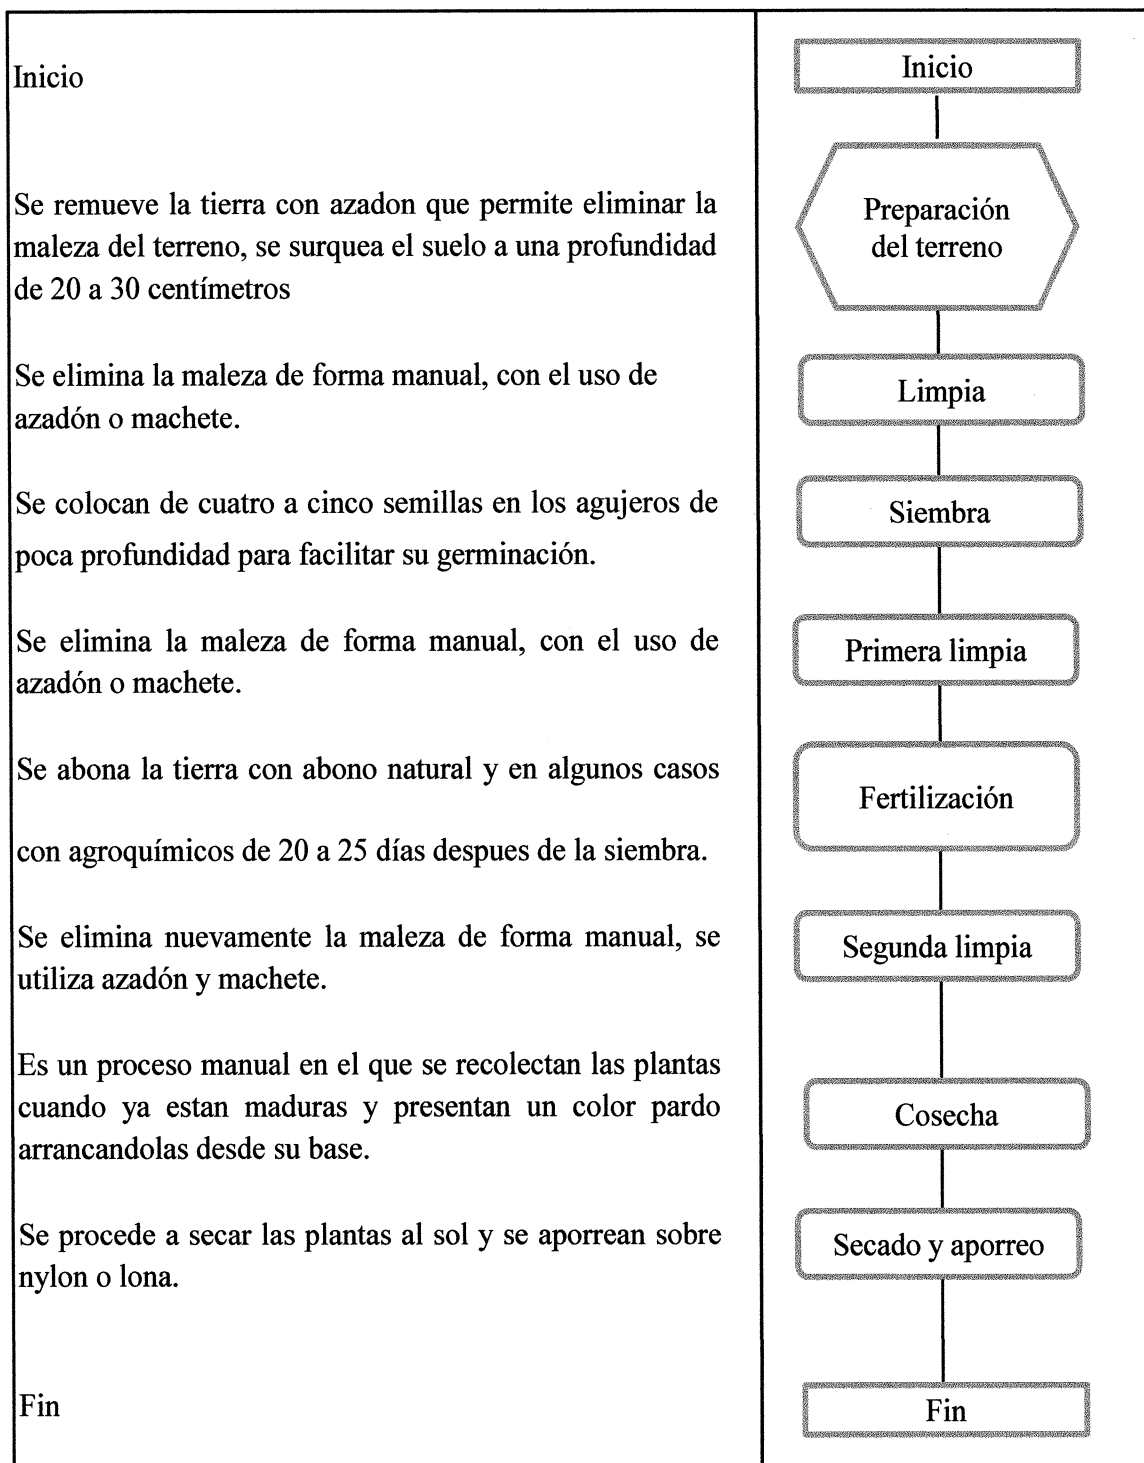 Inicio
Inicio
Se remueve la tierra con azadon que permite eliminar la
maleza del terreno, se surquea el suelo a una profundidad
de 20 a 30 centímetros
Preparación
del terreno
Se elimina la maleza de forma manual, con el uso de
azadón o machete.
Limpia
Se colocan de cuatro a cinco semillas en los agujeros de
poca profundidad para facilitar su germinación.
Siembra
Se elimina la maleza de forma manual, con el uso de
azadón o machete.
Primera limpia
Se abona la tierra con abono natural y en algunos casos
con agroquímicos de 20 a 25 días despues de la siembra.
Fertilización
Se elimina nuevamente la maleza de forma manual, se
utiliza azadón y machete.
Segunda limpia
Es un proceso manual en el que se recolectan las plantas
cuando ya estan maduras y presentan un color pardo
arrancandolas desde su base.
Cosecha
Se procede a secar las plantas al sol y se aporrean sobre
nylon o lona.
Secado y aporreo
Fin
Fin